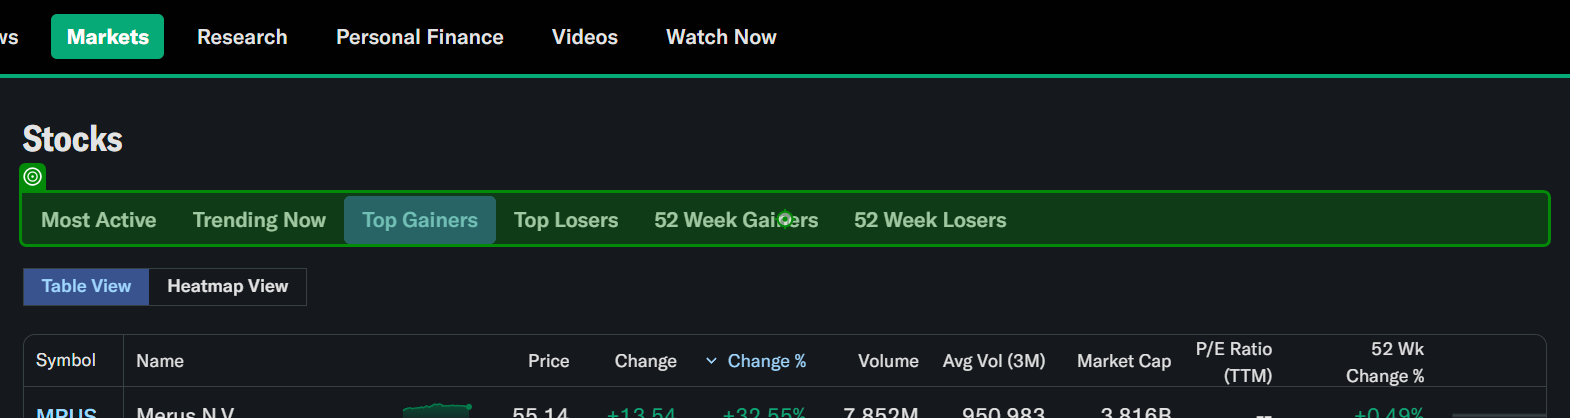 Markets Research Personal Finance Videos Watch Now
Stocks
Most Active Trending Now Top Gainers Top Losers 52 Week Gainers 52 Week Losers
Table View Heatmap View
Symbol Name Price Change Change % Volume Avg Vol (3M) Market Cap P/E Ratio (TTM) 52 Wk Change %
MRUS Merus N.V. 55.14 +13.54 +32.55% 7.852M 950,983 3.816B -- +0.49%